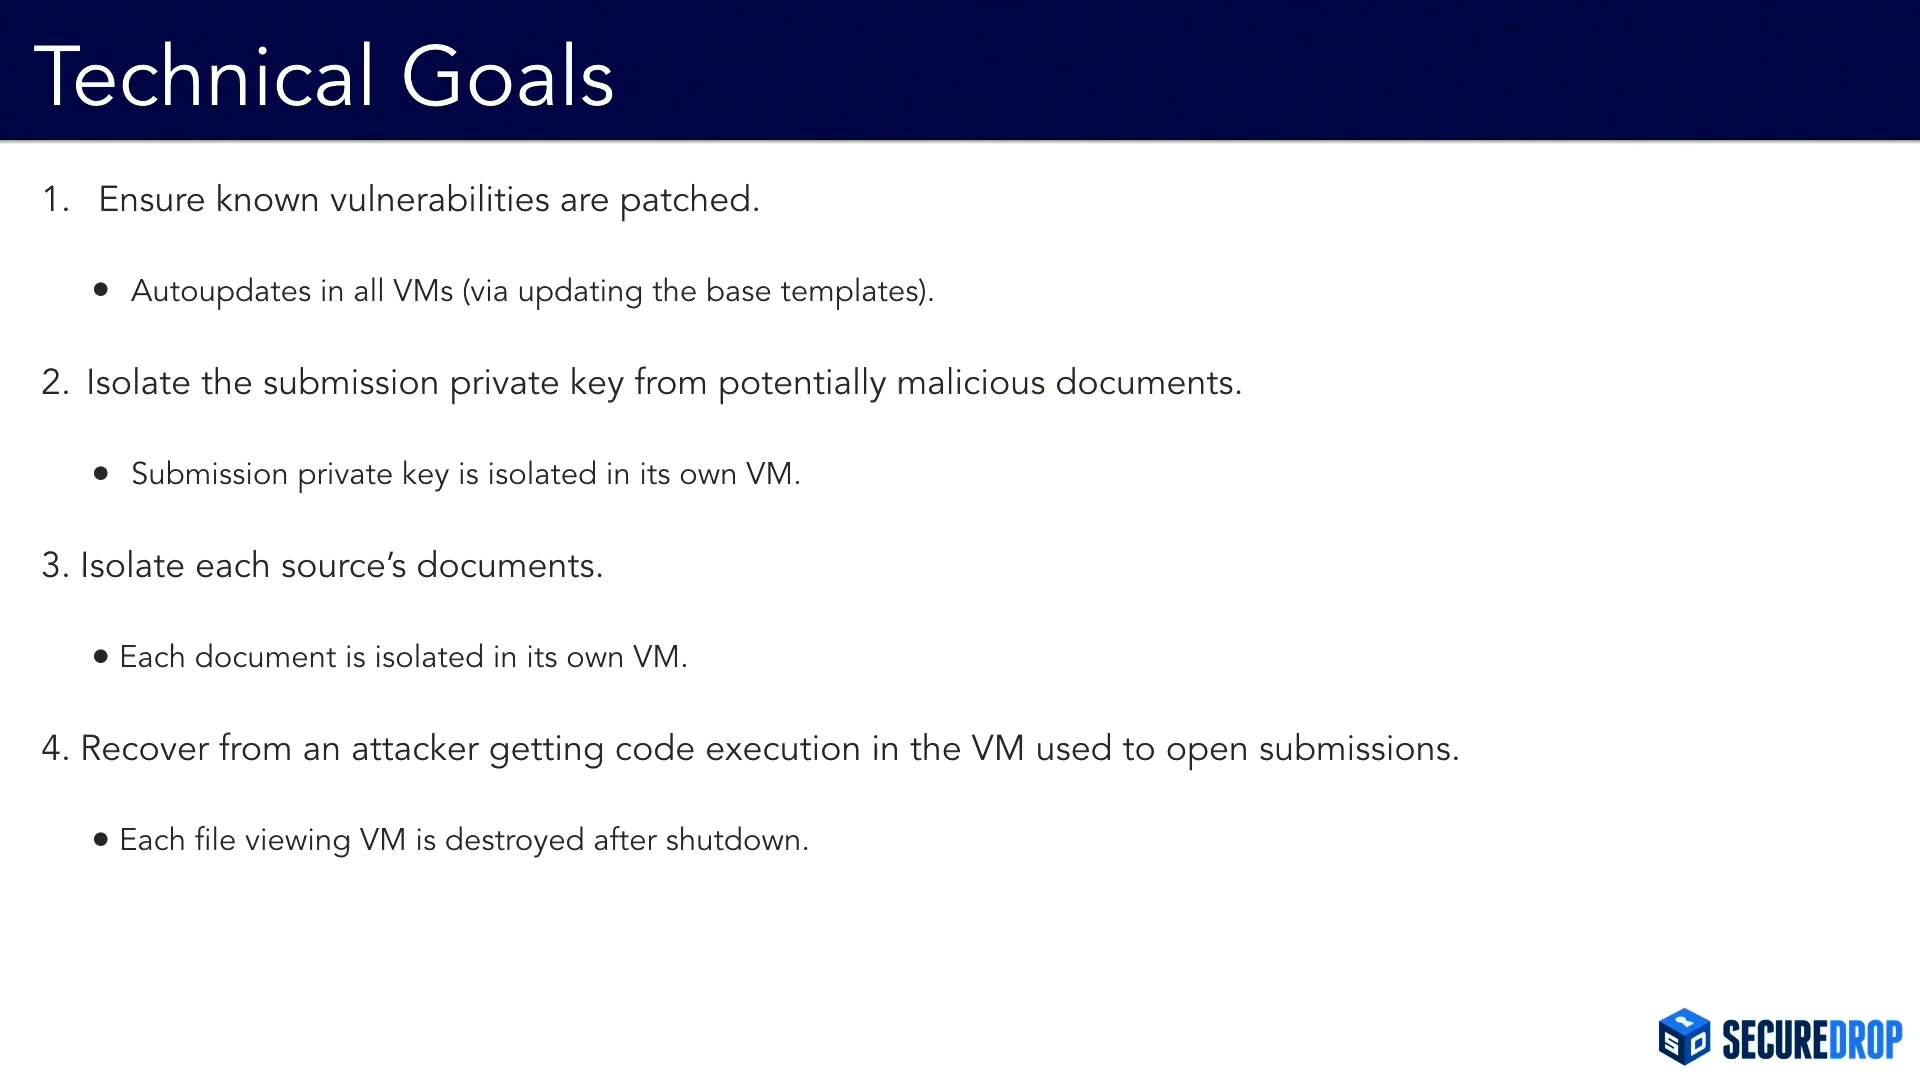 Technical Goals
1. Ensure known vulnerabilities are patched.
● Autoupdates in all VMs (via updating the base templates).
2. Isolate the submission private key from potentially malicious documents.
● Submission private key is isolated in its own VM.
3. Isolate each source’s documents.
● Each document is isolated in its own VM.
4. Recover from an attacker getting code execution in the VM used to open submissions.
● Each file viewing VM is destroyed after shutdown.
SD SECUREDROP